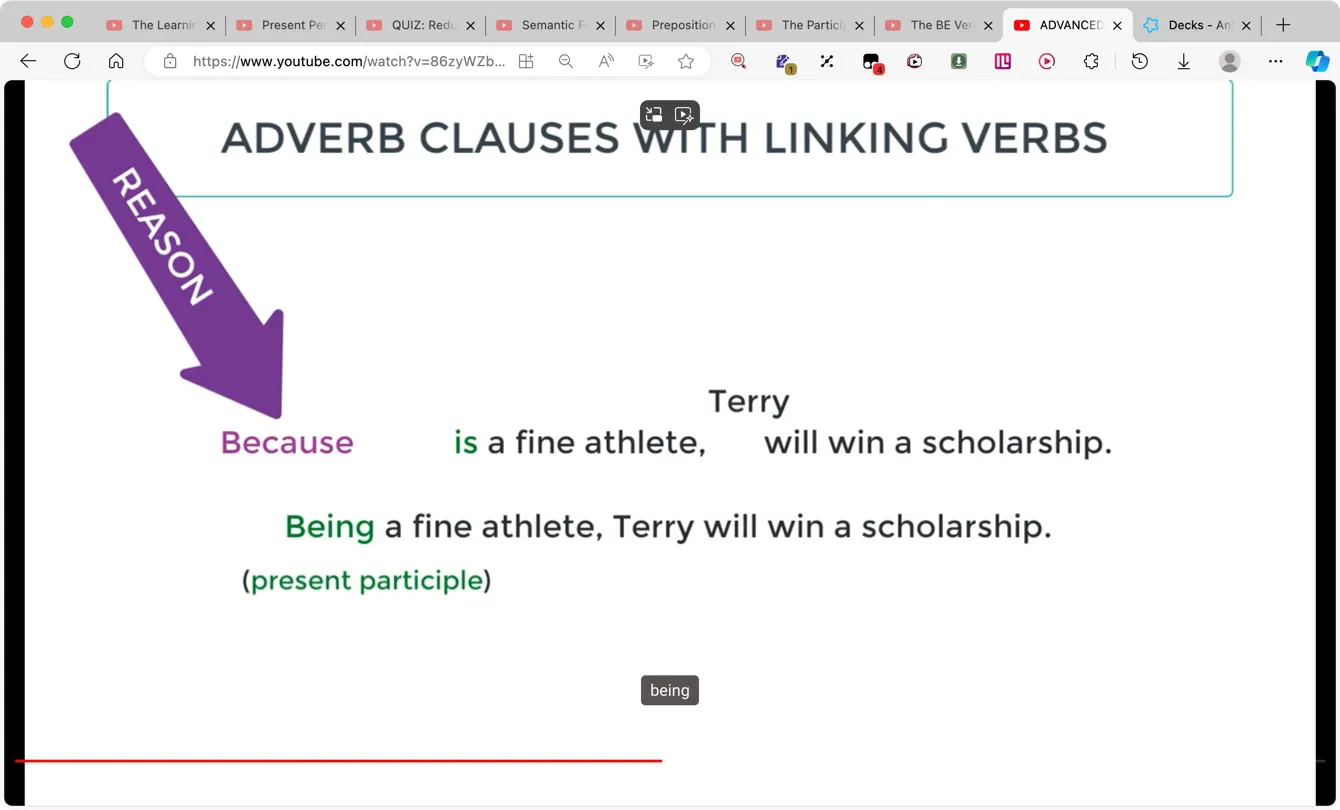 The Learnin
Present Pe
QUIZ: Redu
Semantic F
Preposition
The Particip
The BE Ver
ADVANCED
Decks - An
https://www.youtube.com/watch?v=86zyWZb...
1
4
ADVERB CLAUSES WITH LINKING VERBS
REASON
Terry
Because is a fine athlete, will win a scholarship.
Being a fine athlete, Terry will win a scholarship.
(present participle)
being